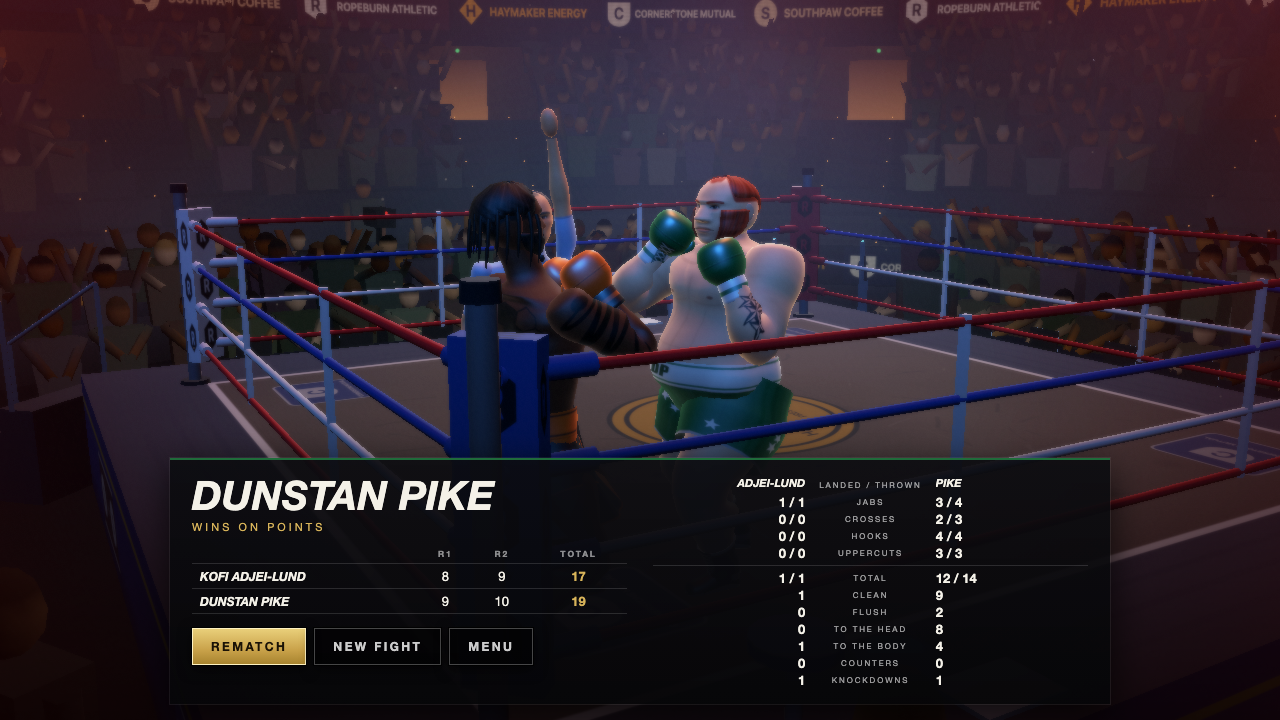 SOUTHPAW COFFEE
ROPEBURN ATHLETIC
HAYMAKER ENERGY
CORNERSTONE MUTUAL
SOUTHPAW COFFEE
ROPEBURN ATHLETIC
HAYMAKER ENERGY
COR
OP
DUNSTAN PIKE
WINS ON POINTS
R1 R2 TOTAL
KOFI ADJEI-LUND 8 9 17
DUNSTAN PIKE 9 10 19
REMATCH NEW FIGHT MENU
ADJEI-LUND LANDED / THROWN PIKE
1 / 1 JABS 3 / 4
0 / 0 CROSSES 2 / 3
0 / 0 HOOKS 4 / 4
0 / 0 UPPERCUTS 3 / 3
1 / 1 TOTAL 12 / 14
1 CLEAN 9
0 FLUSH 2
0 TO THE HEAD 8
1 TO THE BODY 4
0 COUNTERS 0
1 KNOCKDOWNS 1